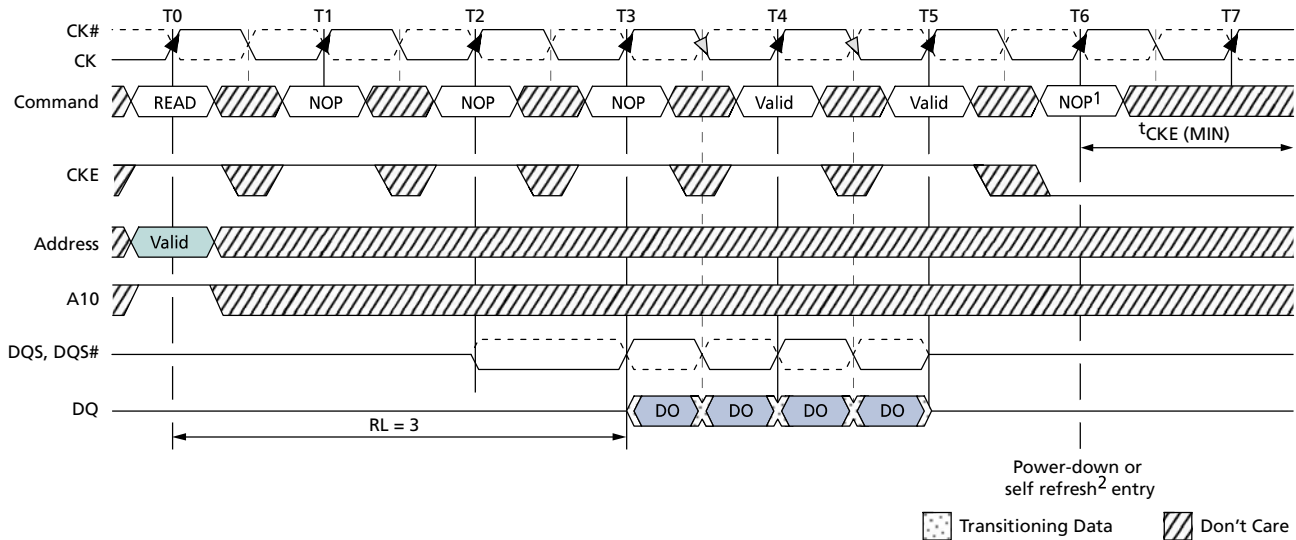 T0 T1 T2 T3 T4 T5 T6 T7
CK#
CK
Command READ NOP NOP NOP Valid Valid NOP1
tCKE (MIN)
CKE
Address Valid
A10
DQS, DQS#
DQ DO DO DO DO
RL = 3
Power-down or
self refresh2 entry
Transitioning Data Don't Care